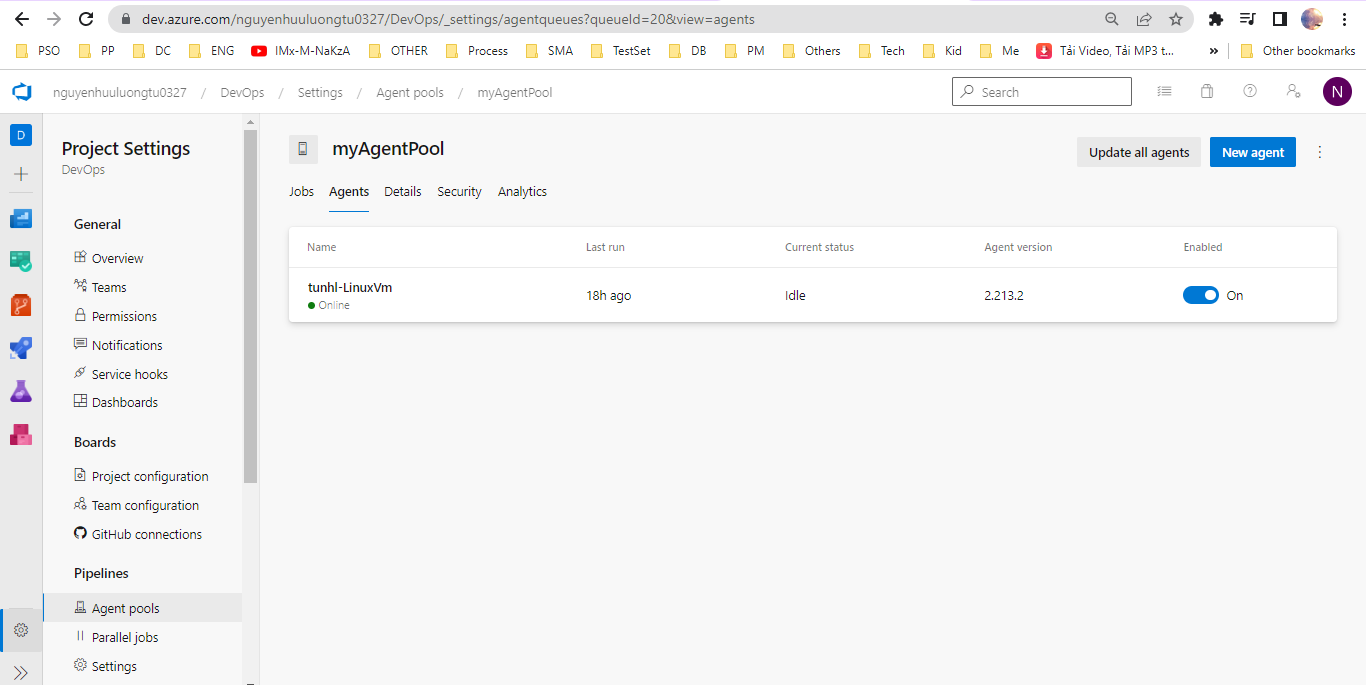 dev.azure.com/nguyenhuuluongtu0327/DevOps/_settings/agentqueues?queueId=20&view=agents
PSO PP DC ENG IMx-M-NaKzA OTHER Process SMA TestSet DB PM Others Tech Kid Me Tải Video, Tải MP3 t... » Other bookmarks
nguyenhuuluongtu0327 / DevOps / Settings / Agent pools / myAgentPool Search N
D
Project Settings
DevOps
General
Overview
Teams
Permissions
Notifications
Service hooks
Dashboards
Boards
Project configuration
Team configuration
GitHub connections
Pipelines
Agent pools
Parallel jobs
Settings
myAgentPool
Update all agents New agent
Jobs Agents Details Security Analytics
Name Last run Current status Agent version Enabled
tunhl-LinuxVm 18h ago Idle 2.213.2 On
Online